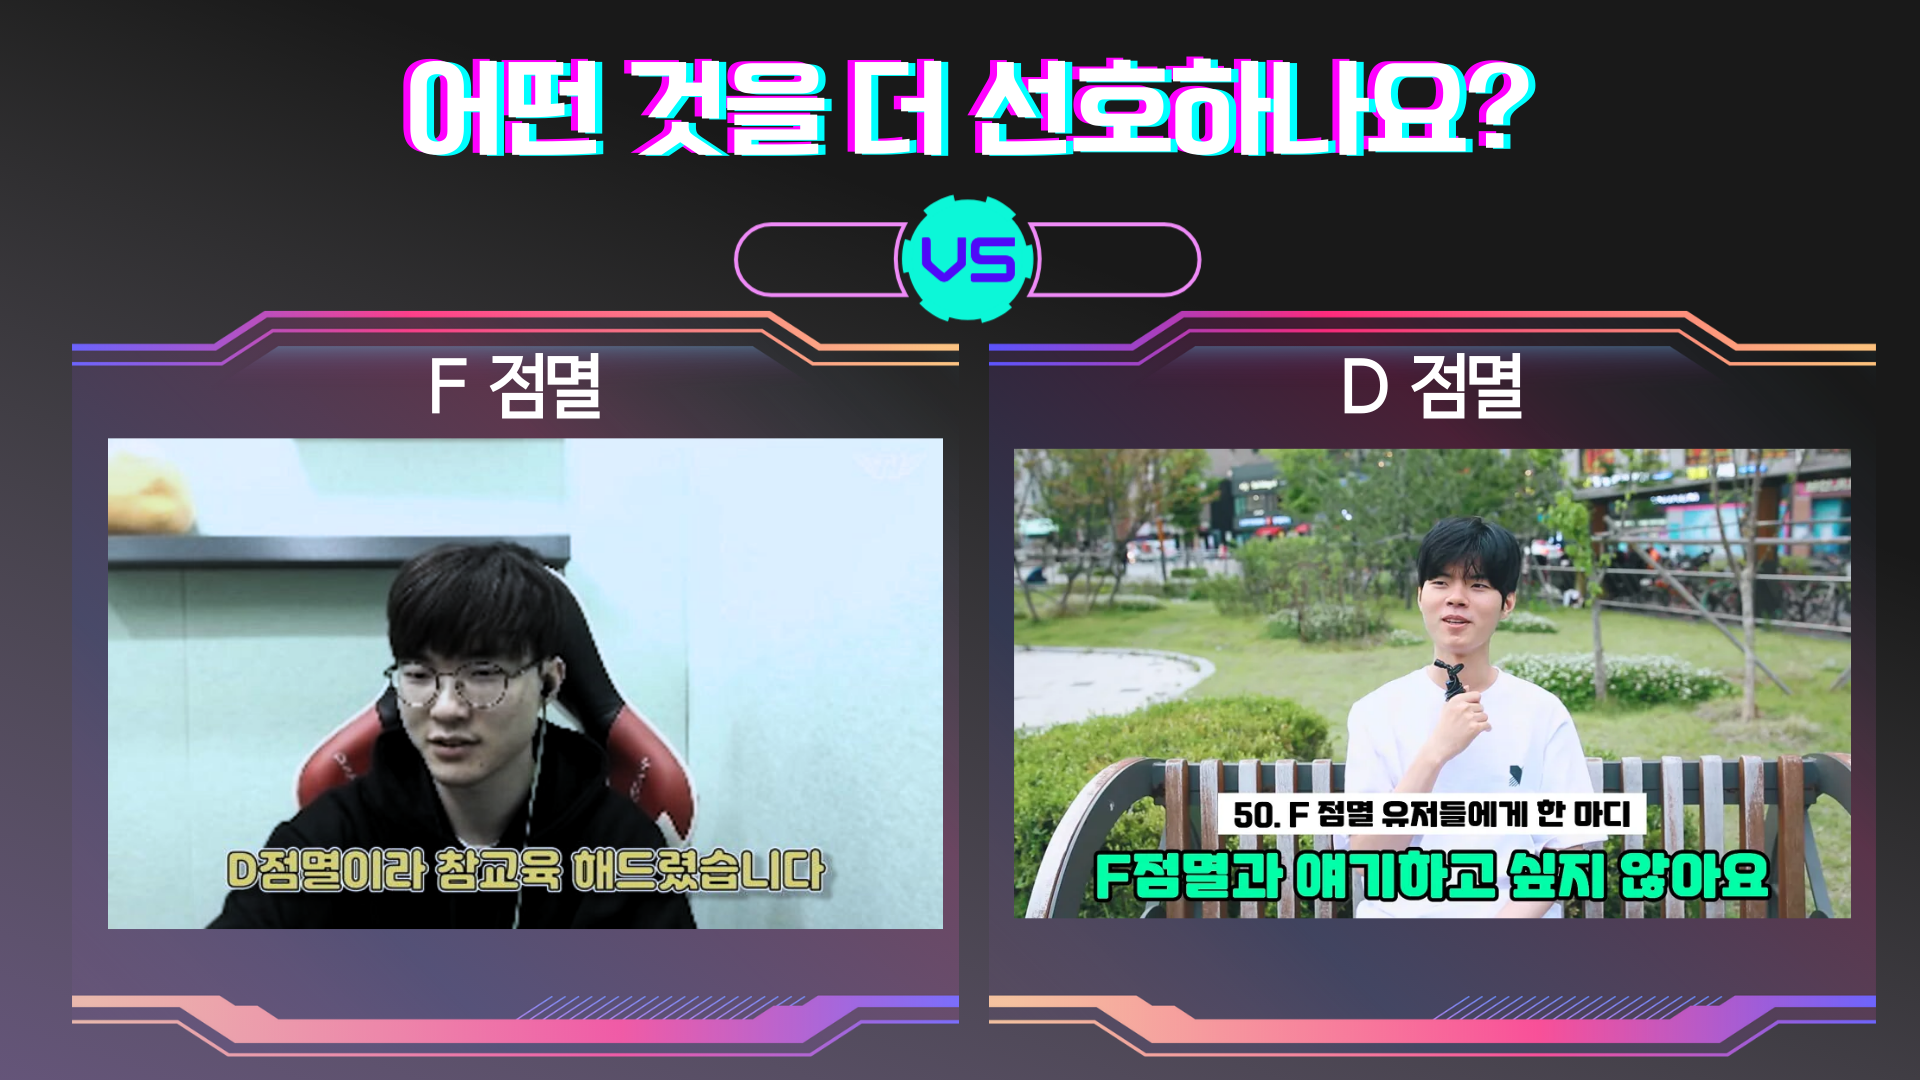 어떤 것을 더 선호하나요?
VS
F 점멸
D 점멸
D점멸이라 참교육 해드렸습니다
50. F 점멸 유저들에게 한 마디
F점멸과 얘기하고 싶지 않아요